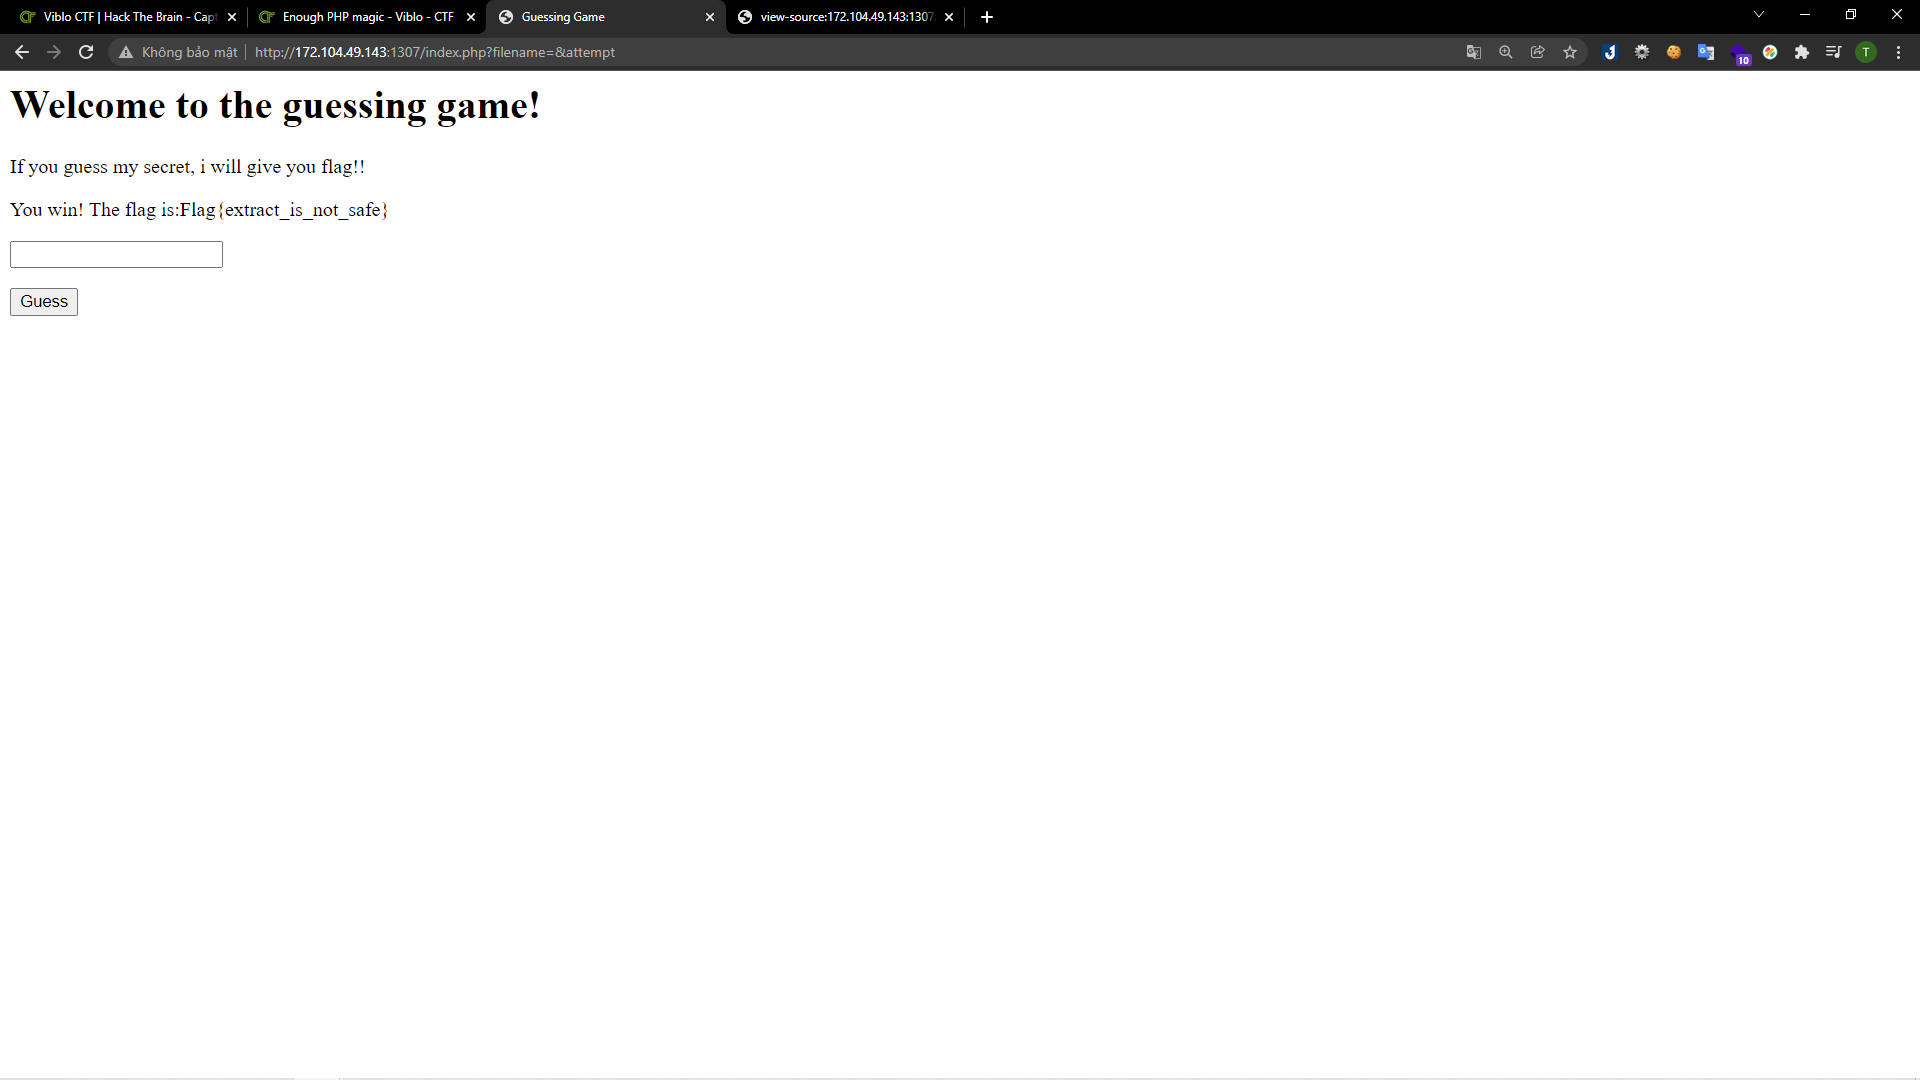 Viblo CTF | Hack The Brain - Capt
Enough PHP magic - Viblo - CTF
Guessing Game
view-source:172.104.49.143:1307
Không bảo mật
http://172.104.49.143:1307/index.php?filename=&attempt
10
T
Welcome to the guessing game!
If you guess my secret, i will give you flag!!
You win! The flag is:Flag{extract_is_not_safe}
Guess